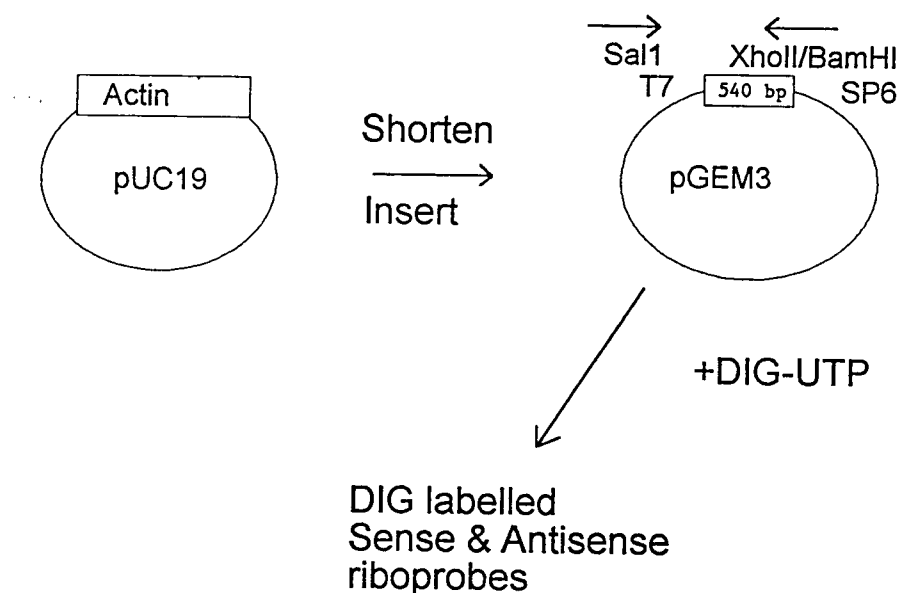 Actin
pUC19
Shorten
Insert
Sal1
XhoII/BamHI
T7
540 bp
SP6
pGEM3
+DIG-UTP
DIG labelled
Sense & Antisense
riboprobes